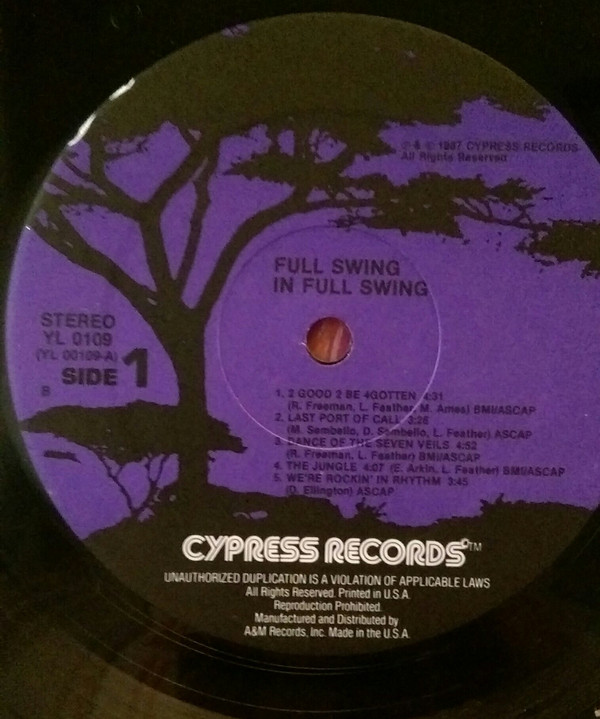 ℗ & © 1987 CYPRESS RECORDS
All Rights Reserved
FULL SWING
IN FULL SWING
STEREO
YL 0109
(YL 00109-A)
SIDE 1
B
1. 2 GOOD 2 BE 4GOTTEN 4:31
(R. Freeman, L. Feather, M. Ames) BMI/ASCAP
2. LAST PORT OF CALL 3:26
(M. Sembello, D. Sembello, L. Feather) ASCAP
3. DANCE OF THE SEVEN VEILS 4:52
(R. Freeman, L. Feather) BMI/ASCAP
4. THE JUNGLE 4:07 (E. Arkin, L. Feather) BMI/ASCAP
5. WE'RE ROCKIN' IN RHYTHM 3:45
(D. Ellington) ASCAP
CYPRESS RECORDS TM
UNAUTHORIZED DUPLICATION IS A VIOLATION OF APPLICABLE LAWS
All Rights Reserved. Printed in U.S.A.
Reproduction Prohibited.
Manufactured and Distributed by
A&M Records, Inc. Made in the U.S.A.